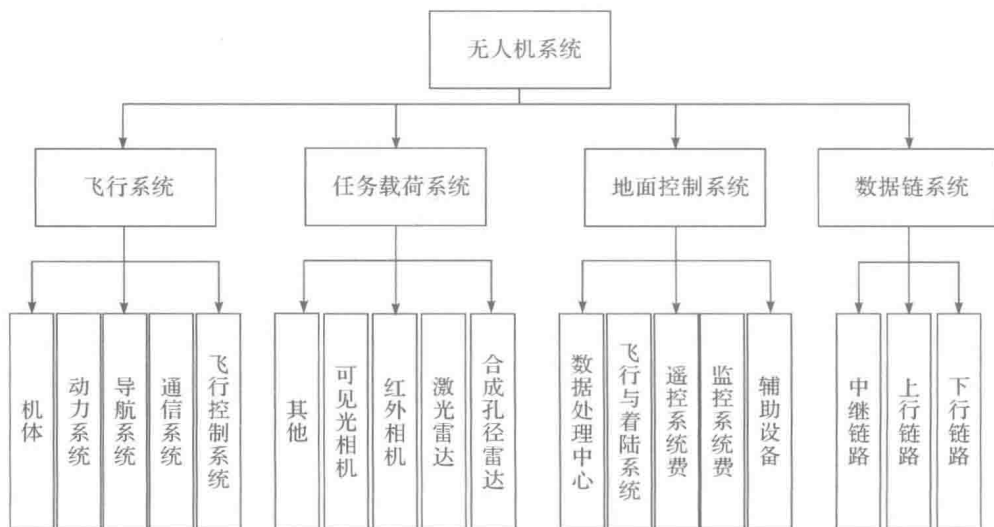 无人机系统
飞行系统
任务载荷系统
地面控制系统
数据链系统
机体
动力系统
导航系统
通信系统
飞行控制系统
其他
可见光相机
红外相机
激光雷达
合成孔径雷达
数据处理中心
飞行与着陆系统
遥控系统费
监控系统费
辅助设备
中继链路
上行链路
下行链路